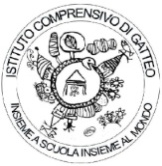 ISTITUTO COMPRENSIVO DI GATTEO
INSIEME A SCUOLA INSIEME AL MONDO